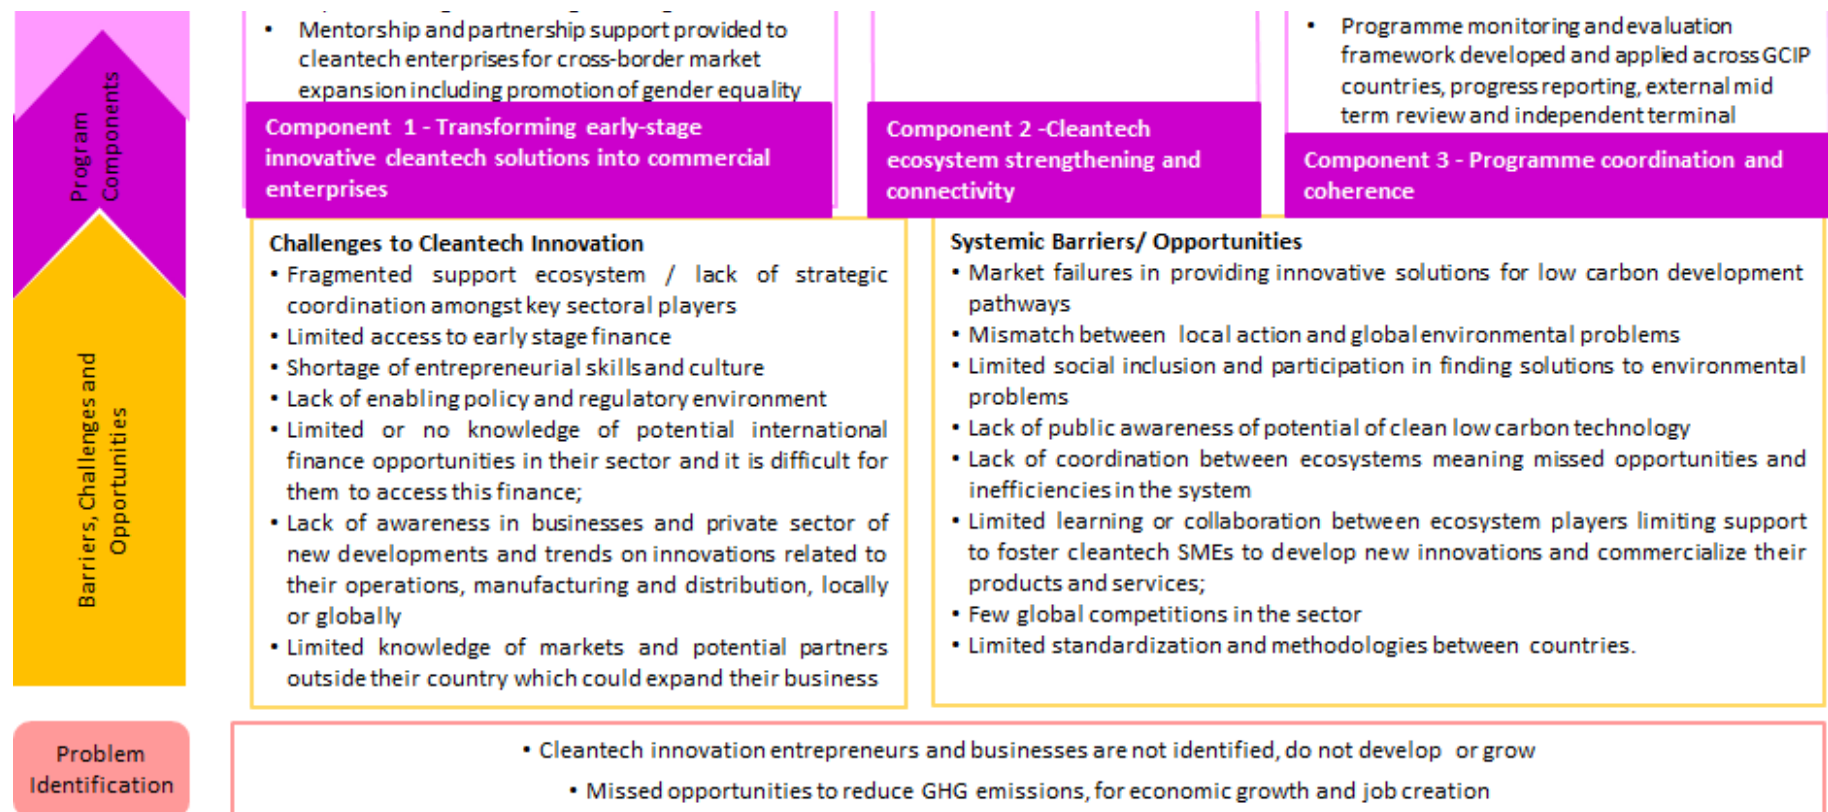 • Mentorship and partnership support provided to
cleantech enterprises for cross-border market
expansion including promotion of gender equality
• Programme monitoring and evaluation
framework developed and applied across GCIP
countries, progress reporting, external mid
term review and independent terminal
Program
Components
Component 1 - Transforming early-stage
innovative cleantech solutions into commercial
enterprises
Component 2 -Cleantech
ecosystem strengthening and
connectivity
Component 3 - Programme coordination and
coherence
Barriers, Challenges and
Opportunities
Challenges to Cleantech Innovation
• Fragmented support ecosystem / lack of strategic
coordination amongst key sectoral players
• Limited access to early stage finance
• Shortage of entrepreneurial skills and culture
• Lack of enabling policy and regulatory environment
• Limited or no knowledge of potential international
finance opportunities in their sector and it is difficult for
them to access this finance;
• Lack of awareness in businesses and private sector of
new developments and trends on innovations related to
their operations, manufacturing and distribution, locally
or globally
• Limited knowledge of markets and potential partners
outside their country which could expand their business
Systemic Barriers/ Opportunities
• Market failures in providing innovative solutions for low carbon development
pathways
• Mismatch between local action and global environmental problems
• Limited social inclusion and participation in finding solutions to environmental
problems
• Lack of public awareness of potential of clean low carbon technology
• Lack of coordination between ecosystems meaning missed opportunities and
inefficiencies in the system
• Limited learning or collaboration between ecosystem players limiting support
to foster cleantech SMEs to develop new innovations and commercialize their
products and services;
• Few global competitions in the sector
• Limited standardization and methodologies between countries.
Problem
Identification
• Cleantech innovation entrepreneurs and businesses are not identified, do not develop or grow
• Missed opportunities to reduce GHG emissions, for economic growth and job creation